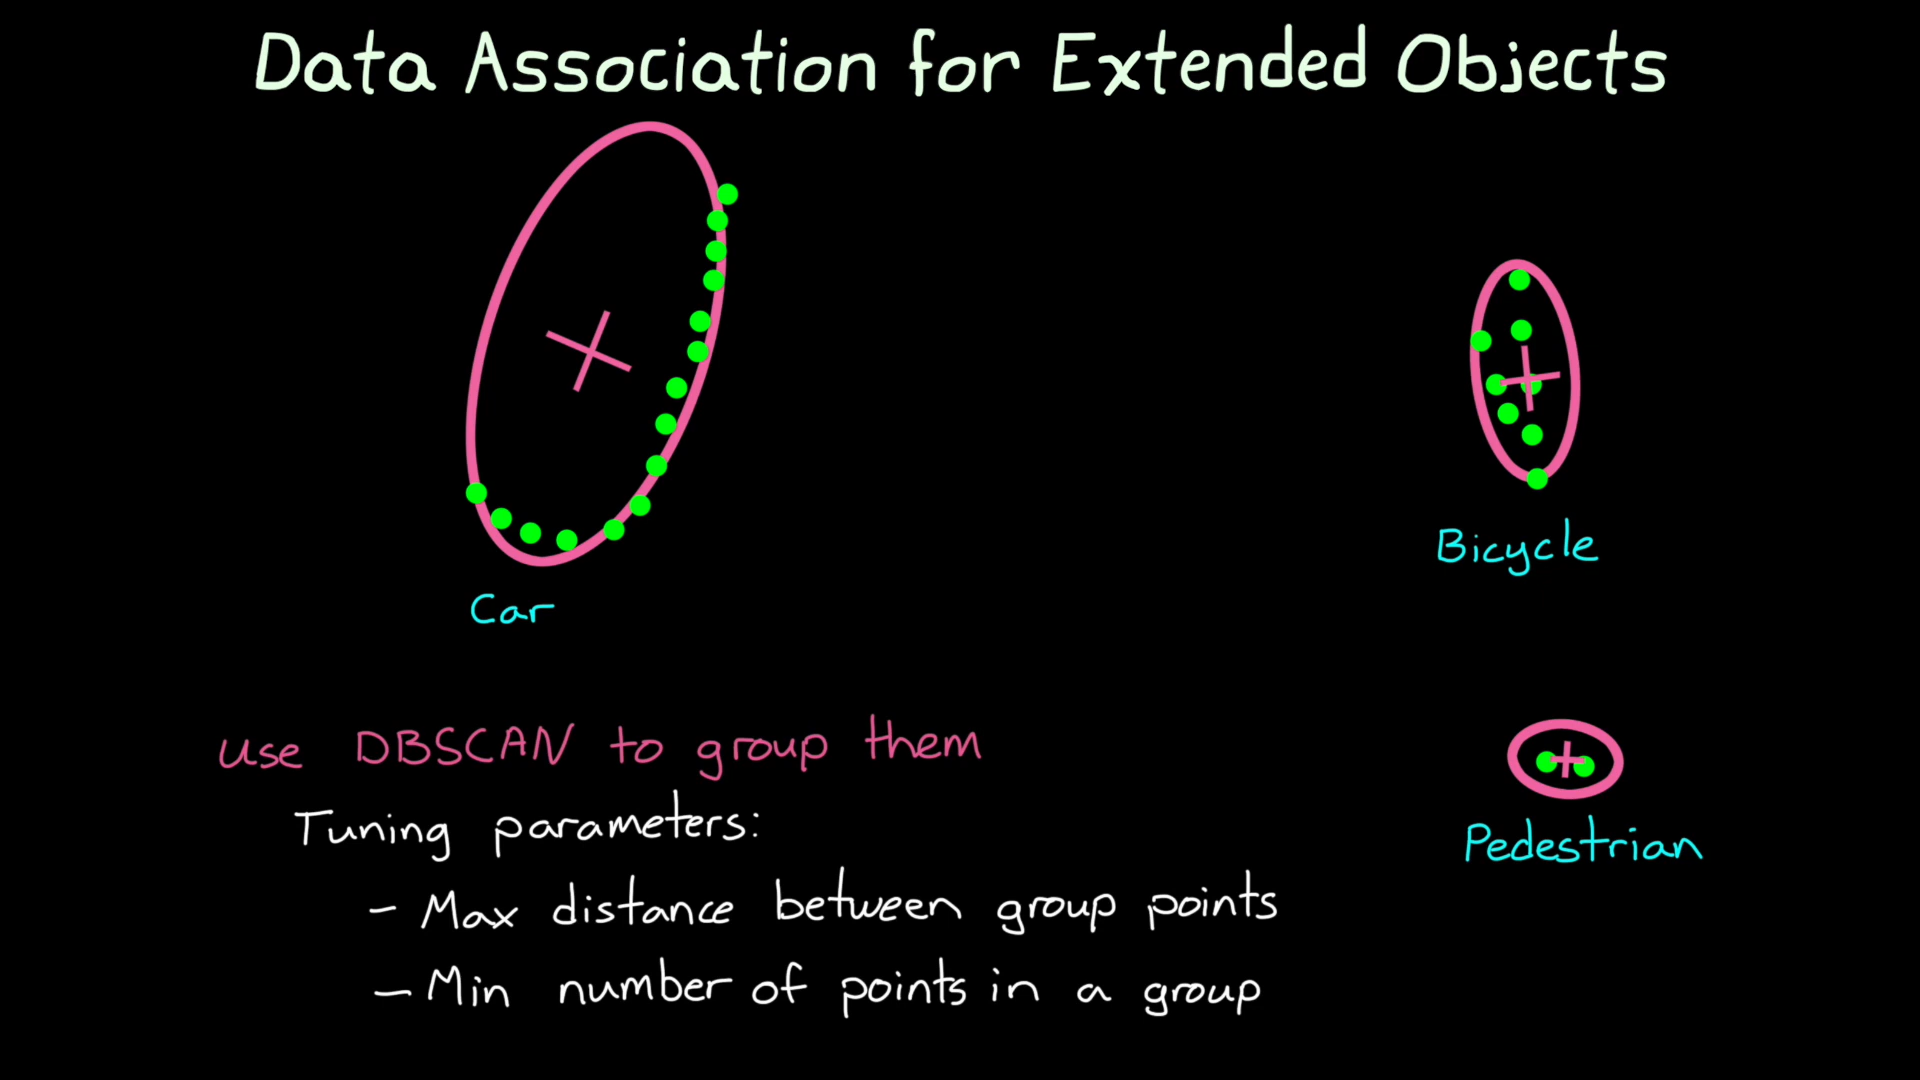 Data Association for Extended Objects
Bicycle
Car
use DBSCAN to group them
Tuning parameters:
- Max distance between group points
- Min number of points in a group
Pedestrian